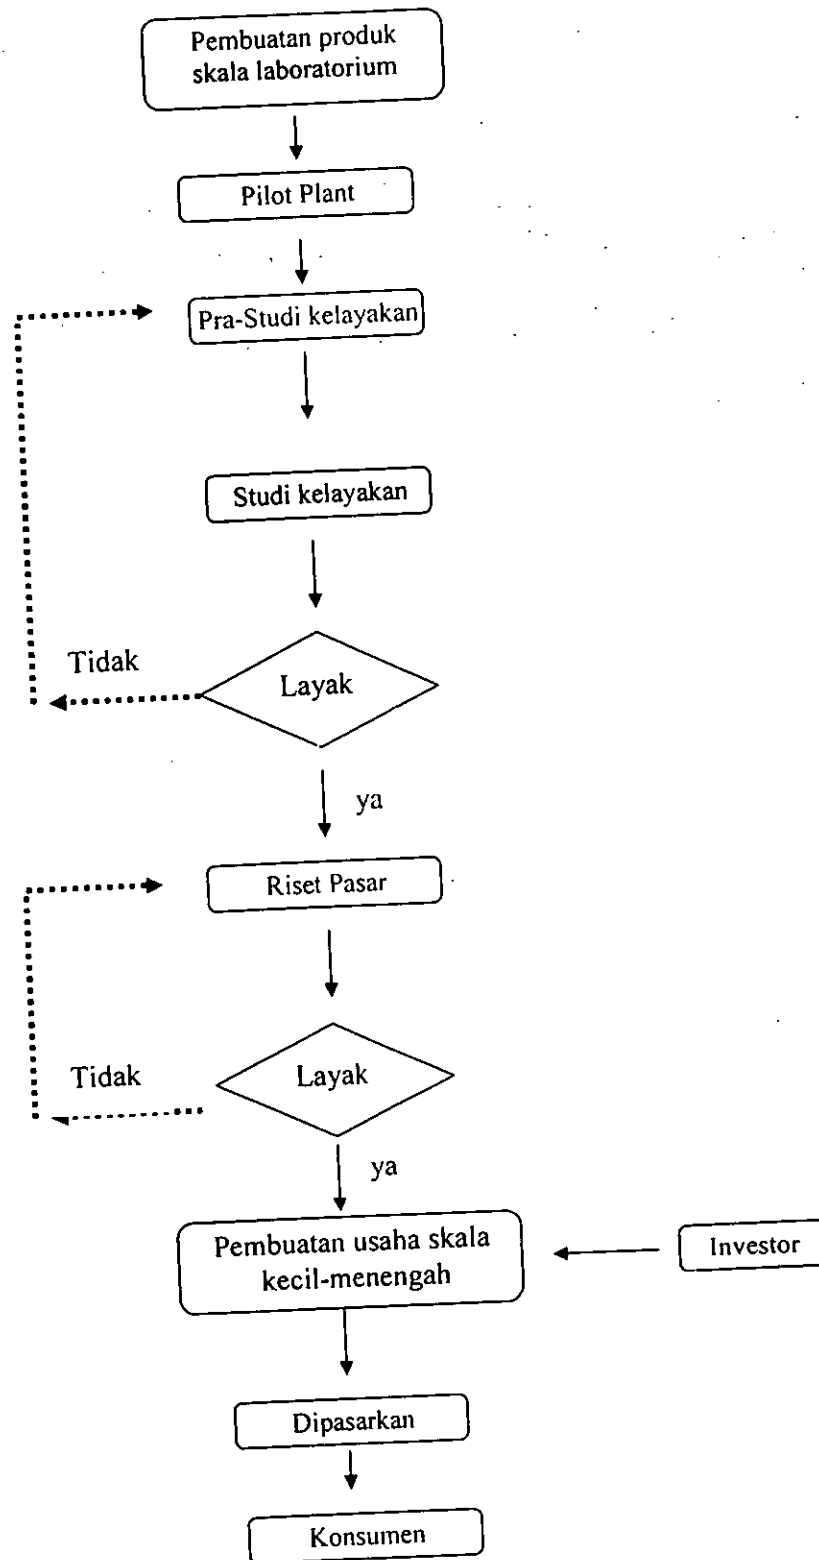 Pembuatan produk
skala laboratorium
Pilot Plant
Pra-Studi kelayakan
Studi kelayakan
Tidak
Layak
ya
Riset Pasar
Tidak
Layak
ya
Pembuatan usaha skala
kecil-menengah
Investor
Dipasarkan
Konsumen